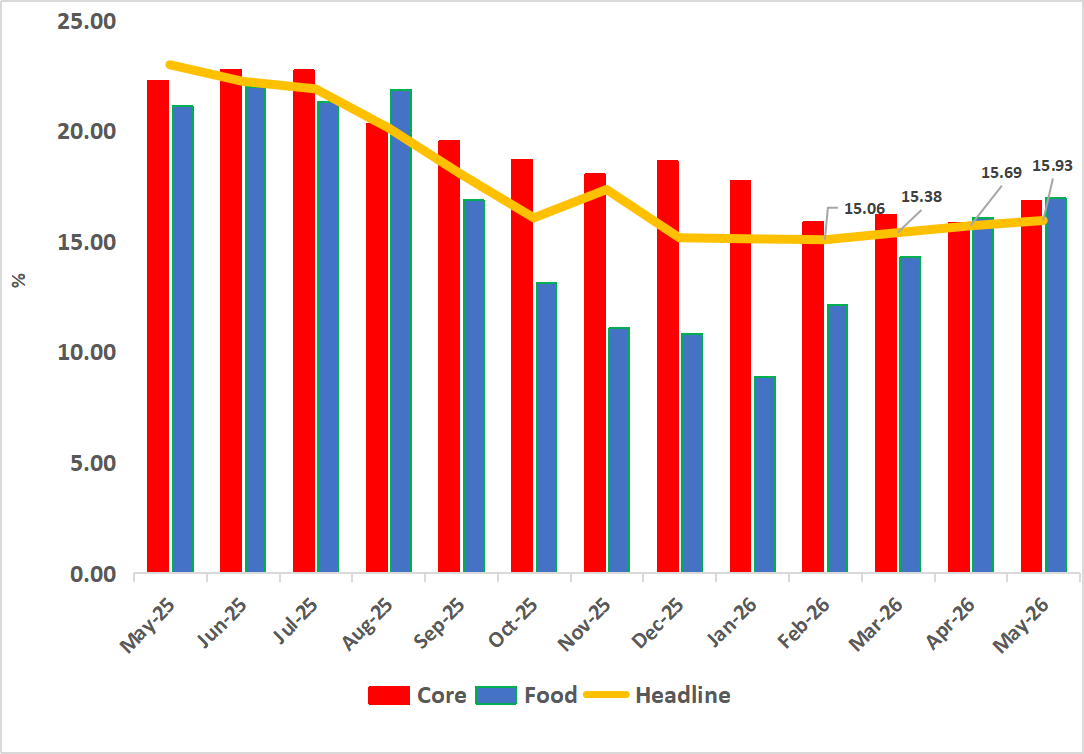 25.00
20.00
15.00
10.00
5.00
0.00
%
15.06
15.38
15.69
15.93
May-25
Jun-25
Jul-25
Aug-25
Sep-25
Oct-25
Nov-25
Dec-25
Jan-26
Feb-26
Mar-26
Apr-26
May-26
Core Food Headline